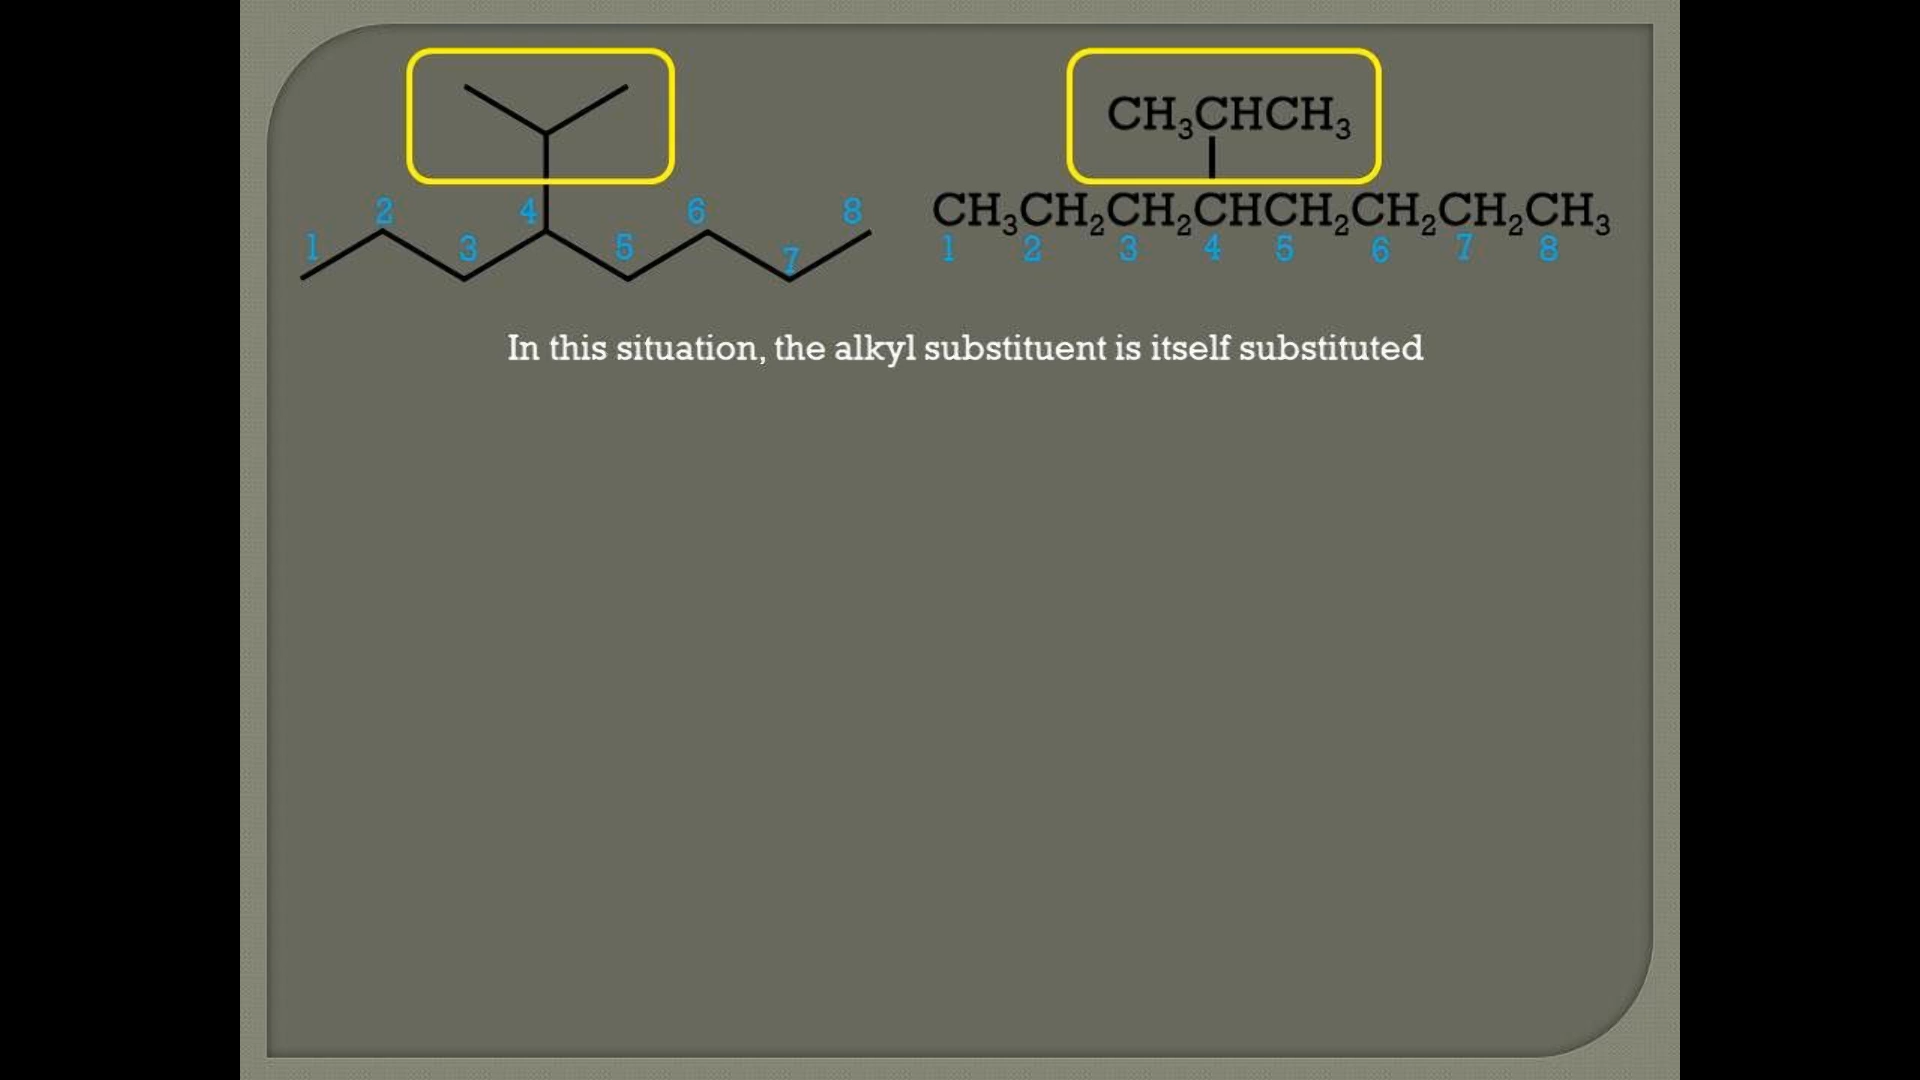 CH₃CHCH₃
2 4 6 8 CH₃CH₂CH₂CHCH₂CH₂CH₂CH₃
1 3 5 7 1 2 3 4 5 6 7 8
In this situation, the alkyl substituent is itself substituted